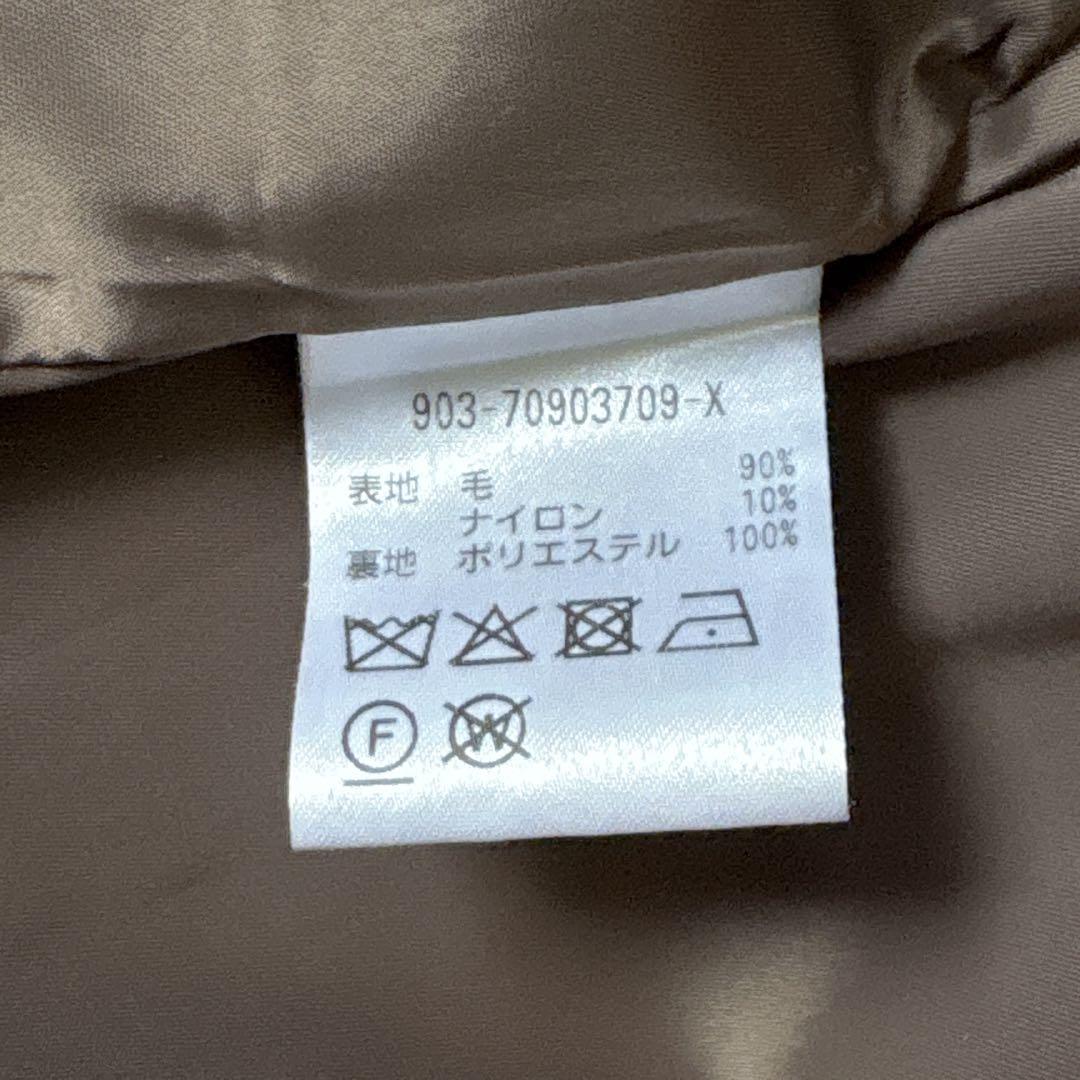 903-70903709-X
表地 毛 90%
ナイロン 10%
裏地 ポリエステル 100%
F W